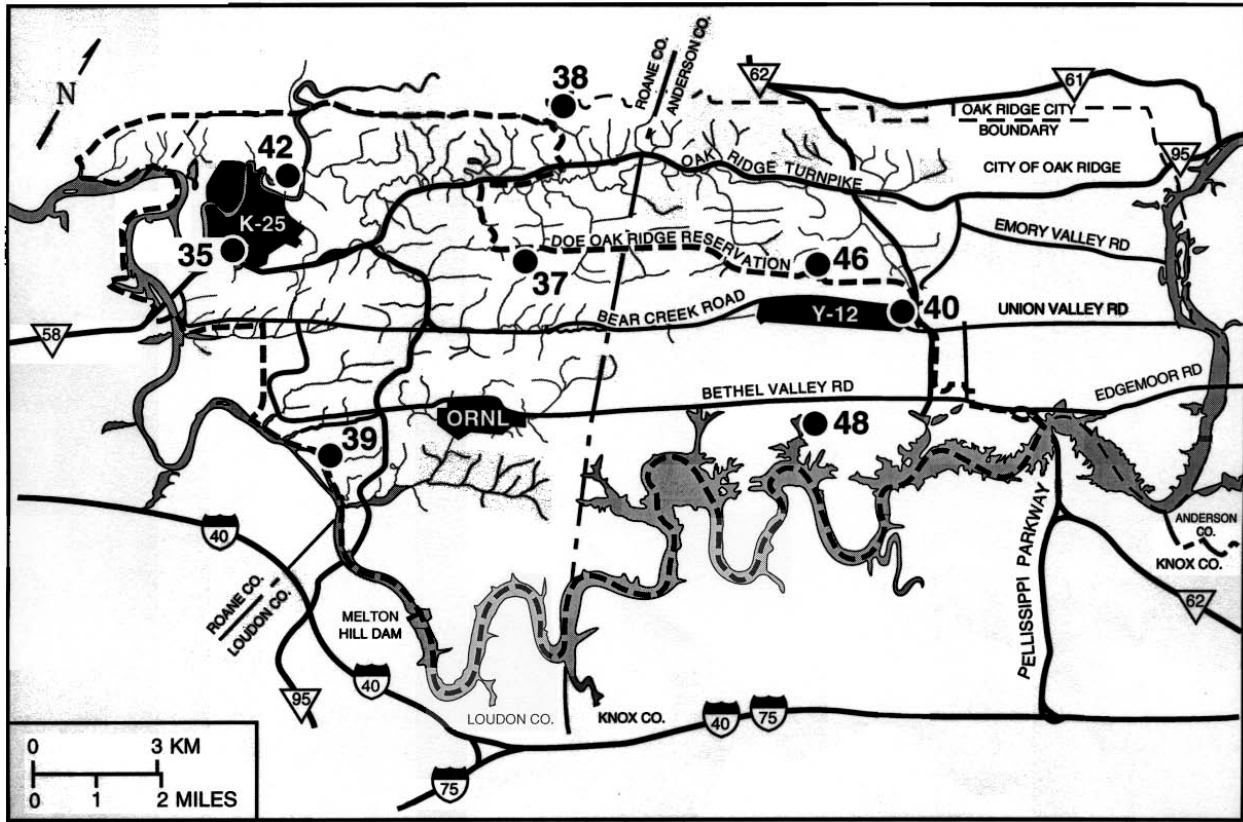 N
38
ROANE CO.
ANDERSON CO.
62
61
OAK RIDGE CITY
BOUNDARY
95
42
OAK RIDGE TURNPIKE
CITY OF OAK RIDGE
K-25
35
DOE OAK RIDGE RESERVATION
EMORY VALLEY RD
37
46
BEAR CREEK ROAD
Y-12
40
UNION VALLEY RD
58
BETHEL VALLEY RD
EDGEMOOR RD
ORNL
39
48
40
ANDERSON
CO.
KNOX CO.
ROANE CO.
LOUDON CO.
MELTON
HILL DAM
PELLISSIPPI PARKWAY
62
95
40
LOUDON CO.
KNOX CO.
40
75
75
0 3 KM
0 1 2 MILES